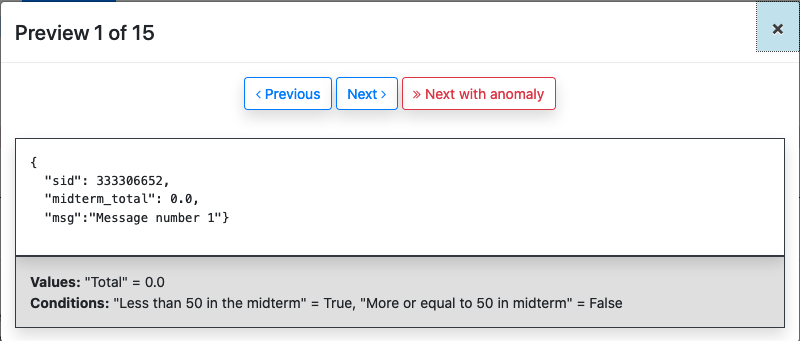 Preview 1 of 15
×
‹ Previous
Next ›
» Next with anomaly
{
"sid": 333306652,
"midterm_total": 0.0,
"msg":"Message number 1"}
Values: "Total" = 0.0
Conditions: "Less than 50 in the midterm" = True, "More or equal to 50 in midterm" = False